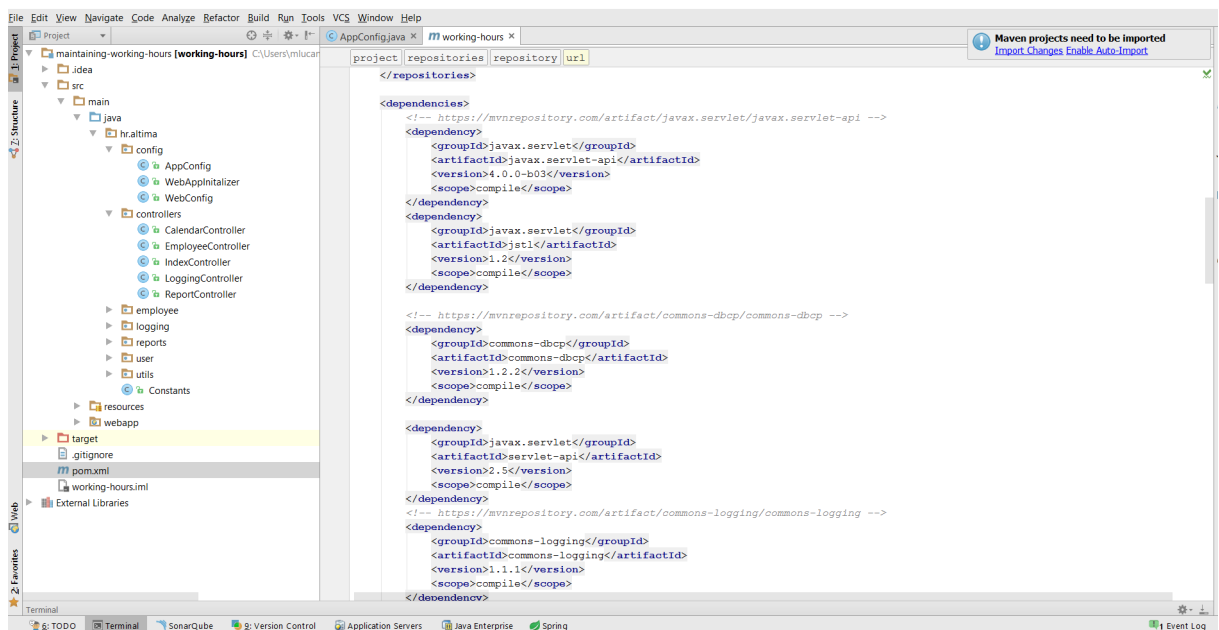 File Edit View Navigate Code Analyze Refactor Build Run Tools VCS Window Help
Project
AppConfig.java
working-hours
Maven projects need to be imported
Import Changes Enable Auto-Import
1: Project
Z: Structure
Web
2: Favorites
maintaining-working-hours [working-hours] C:\Users\mlucar
.idea
src
main
java
hr.altima
config
AppConfig
WebAppInitalizer
WebConfig
controllers
CalendarController
EmployeeController
IndexController
LoggingController
ReportController
employee
logging
reports
user
utils
Constants
resources
webapp
target
.gitignore
pom.xml
working-hours.iml
External Libraries
project repositories repository url
</repositories>
<dependencies>
<!-- https://mvnrepository.com/artifact/javax.servlet/javax.servlet-api -->
<dependency>
<groupId>javax.servlet</groupId>
<artifactId>javax.servlet-api</artifactId>
<version>4.0.0-b03</version>
<scope>compile</scope>
</dependency>
<dependency>
<groupId>javax.servlet</groupId>
<artifactId>jstl</artifactId>
<version>1.2</version>
<scope>compile</scope>
</dependency>
<!-- https://mvnrepository.com/artifact/commons-dbcp/commons-dbcp -->
<dependency>
<groupId>commons-dbcp</groupId>
<artifactId>commons-dbcp</artifactId>
<version>1.2.2</version>
<scope>compile</scope>
</dependency>
<dependency>
<groupId>javax.servlet</groupId>
<artifactId>servlet-api</artifactId>
<version>2.5</version>
<scope>compile</scope>
</dependency>
<!-- https://mvnrepository.com/artifact/commons-logging/commons-logging -->
<dependency>
<groupId>commons-logging</groupId>
<artifactId>commons-logging</artifactId>
<version>1.1.1</version>
<scope>compile</scope>
</dependency>
Terminal
6: TODO Terminal SonarQube 9: Version Control Application Servers Java Enterprise Spring 1 Event Log